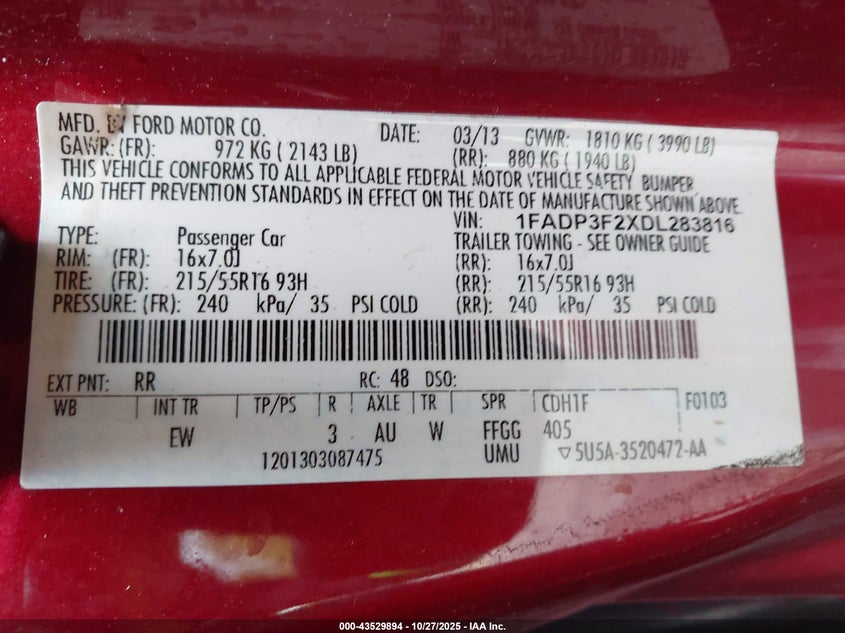 MFD. BY FORD MOTOR CO. DATE: 03/13 GVWR: 1810 KG ( 3990 LB)
GAWR: (FR): 972 KG ( 2143 LB) (RR): 880 KG ( 1940 LB)
THIS VEHICLE CONFORMS TO ALL APPLICABLE FEDERAL MOTOR VEHICLE SAFETY BUMPER
AND THEFT PREVENTION STANDARDS IN EFFECT ON THE DATE OF MANUFACTURE SHOWN ABOVE.
VIN: 1FADP3F2XDL283816
TYPE: Passenger Car TRAILER TOWING - SEE OWNER GUIDE
RIM: (FR): 16x7.0J (RR): 16x7.0J
TIRE: (FR): 215/55R16 93H (RR): 215/55R16 93H
PRESSURE: (FR): 240 kPa/ 35 PSI COLD (RR): 240 kPa/ 35 PSI COLD
EXT PNT: RR RC: 48 DSO:
WB INT TR TP/PS R AXLE TR SPR CDH1F F0103
EW 3 AU W FFGG 405
1201303087475 UMU ▽5U5A-3520472-AA
000-43529894 | 10/27/2025 | IAA Inc.